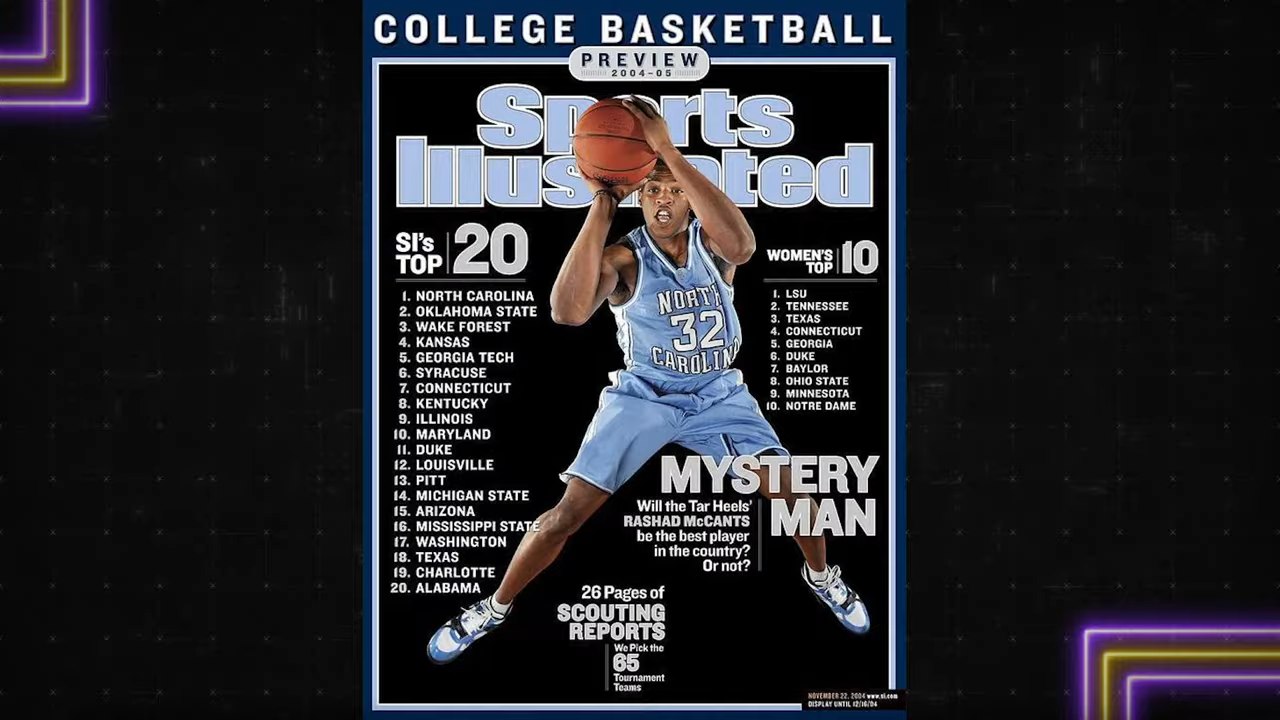 COLLEGE BASKETBALL
PREVIEW
2004-05
Sports
Illustrated
SI's
TOP 20
1. NORTH CAROLINA
2. OKLAHOMA STATE
3. WAKE FOREST
4. KANSAS
5. GEORGIA TECH
6. SYRACUSE
7. CONNECTICUT
8. KENTUCKY
9. ILLINOIS
10. MARYLAND
11. DUKE
12. LOUISVILLE
13. PITT
14. MICHIGAN STATE
15. ARIZONA
16. MISSISSIPPI STATE
17. WASHINGTON
18. TEXAS
19. CHARLOTTE
20. ALABAMA
WOMEN'S
TOP 10
1. LSU
2. TENNESSEE
3. TEXAS
4. CONNECTICUT
5. GEORGIA
6. DUKE
7. BAYLOR
8. OHIO STATE
9. MINNESOTA
10. NOTRE DAME
NORTH
32
CAROLINA
MYSTERY
MAN
Will the Tar Heels'
RASHAD McCANTS
be the best player
in the country?
Or not?
26 Pages of
SCOUTING
REPORTS
We Pick the
65
Tournament
Teams
NOVEMBER 22, 2004 www.si.com
DISPLAY UNTIL 12/16/04